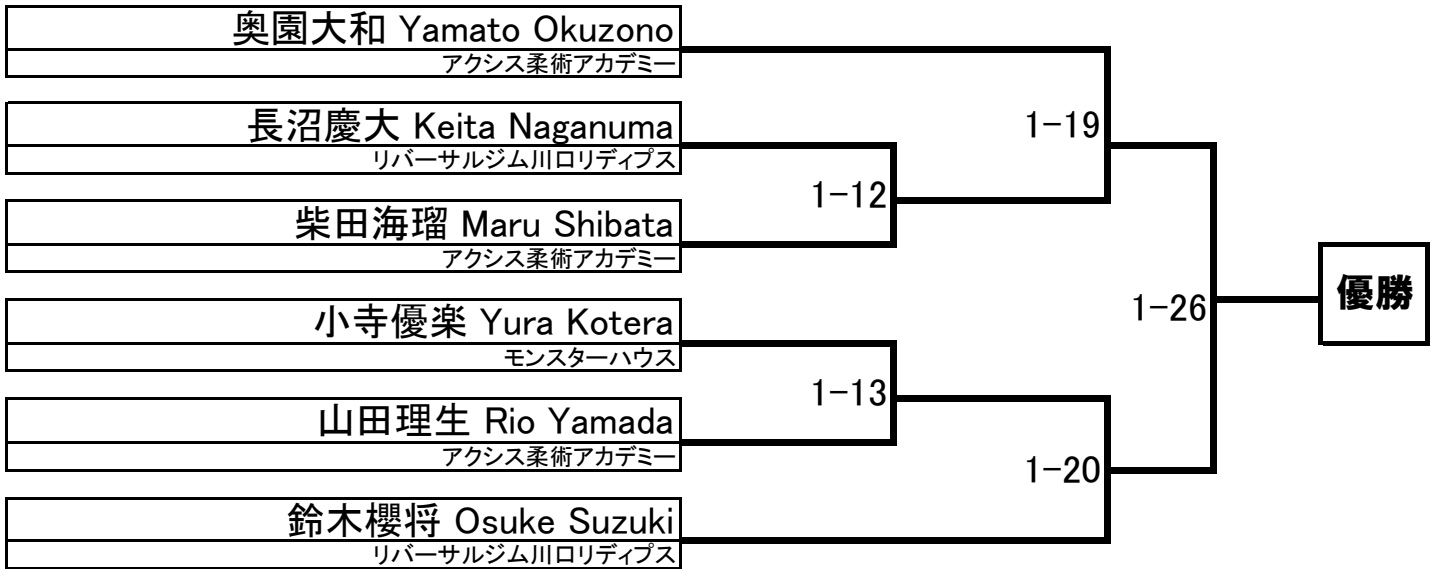 奥園大和 Yamato Okuzono
アクシス柔術アカデミー
1-19
長沼慶大 Keita Naganuma
リバーサルジム川口リディプス
1-12
柴田海瑠 Maru Shibata
アクシス柔術アカデミー
1-26
優勝
小寺優楽 Yura Kotera
モンスターハウス
1-13
山田理生 Rio Yamada
アクシス柔術アカデミー
1-20
鈴木櫻将 Osuke Suzuki
リバーサルジム川口リディプス